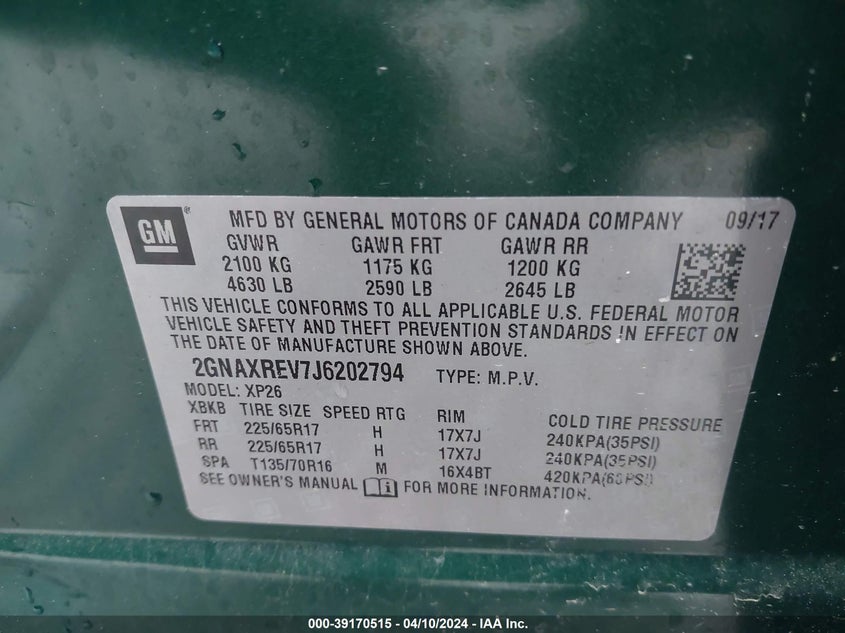 GM MFD BY GENERAL MOTORS OF CANADA COMPANY 09/17
GVWR GAWR FRT GAWR RR
2100 KG 1175 KG 1200 KG
4630 LB 2590 LB 2645 LB
THIS VEHICLE CONFORMS TO ALL APPLICABLE U.S. FEDERAL MOTOR
VEHICLE SAFETY AND THEFT PREVENTION STANDARDS IN EFFECT ON
THE DATE OF MANUFACTURE SHOWN ABOVE.
2GNAXREV7J6202794 TYPE: M.P.V.
MODEL: XP26
XBKB TIRE SIZE SPEED RTG RIM COLD TIRE PRESSURE
FRT 225/65R17 H 17X7J 240KPA(35PSI)
RR 225/65R17 H 17X7J 240KPA(35PSI)
SPA T135/70R16 M 16X4BT 420KPA(60PSI)
SEE OWNER'S MANUAL FOR MORE INFORMATION.
000-39170515 - 04/10/2024 - IAA Inc.